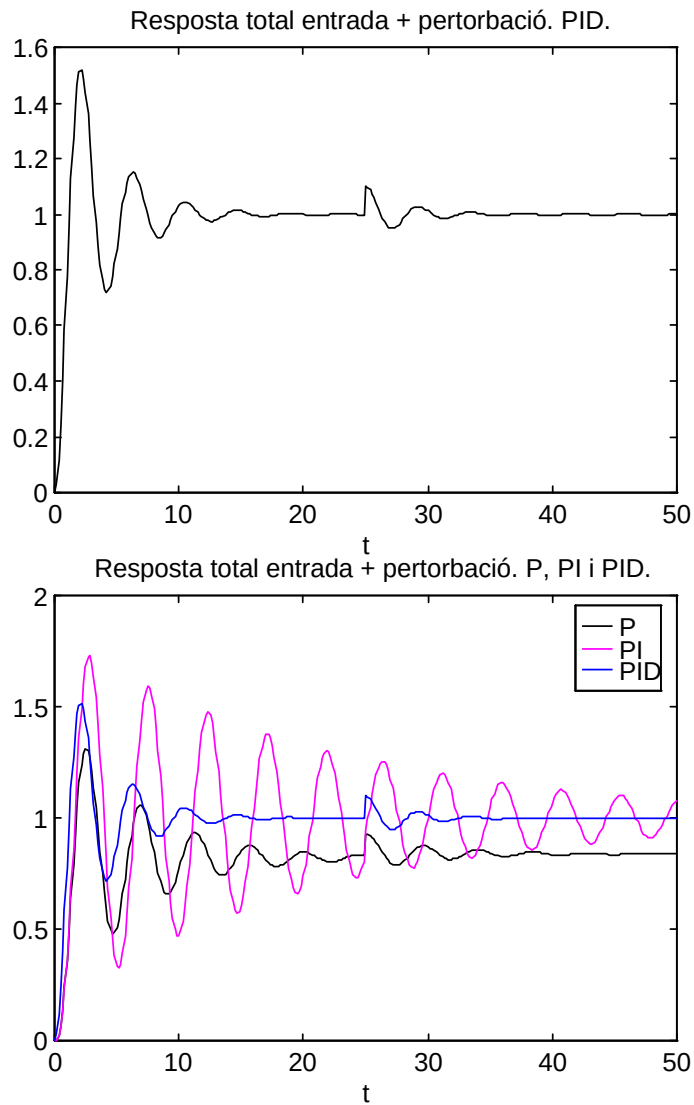 Resposta total entrada + pertorbació. PID.
1.6
1.4
1.2
1
0.8
0.6
0.4
0.2
0
0 10 20 30 40 50
t
Resposta total entrada + pertorbació. P, PI i PID.
2
1.5
1
0.5
0
P
PI
PID
0 10 20 30 40 50
t